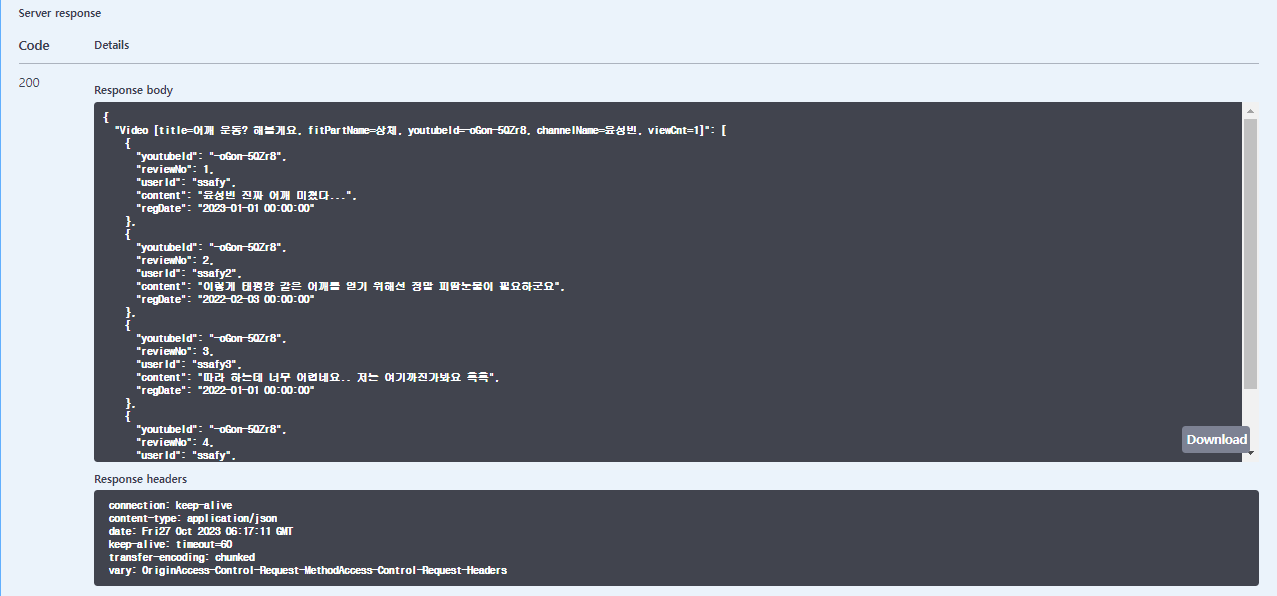 Server response
Code Details
200
Response body
{
"Video [title=어깨 운동? 해볼게요, fitPartName=상체, youtubeId=-oGon-5QZr8, channelName=윤성빈, viewCnt=1]": [
{
"youtubeId": "-oGon-5QZr8",
"reviewNo": 1,
"userId": "ssafy",
"content": "윤성빈 진짜 어깨 미쳤다...",
"regDate": "2023-01-01 00:00:00"
},
{
"youtubeId": "-oGon-5QZr8",
"reviewNo": 2,
"userId": "ssafy2",
"content": "이렇게 태평양 같은 어깨를 얻기 위해선 정말 피땀눈물이 필요하군요",
"regDate": "2022-02-03 00:00:00"
},
{
"youtubeId": "-oGon-5QZr8",
"reviewNo": 3,
"userId": "ssafy3",
"content": "따라 하는데 너무 어렵네요.. 저는 여기까진가봐요 흑흑",
"regDate": "2022-01-01 00:00:00"
},
{
"youtubeId": "-oGon-5QZr8",
"reviewNo": 4,
"userId": "ssafy",
Download
Response headers
connection: keep-alive
content-type: application/json
date: Fri27 Oct 2023 06:17:11 GMT
keep-alive: timeout=60
transfer-encoding: chunked
vary: OriginAccess-Control-Request-MethodAccess-Control-Request-Headers